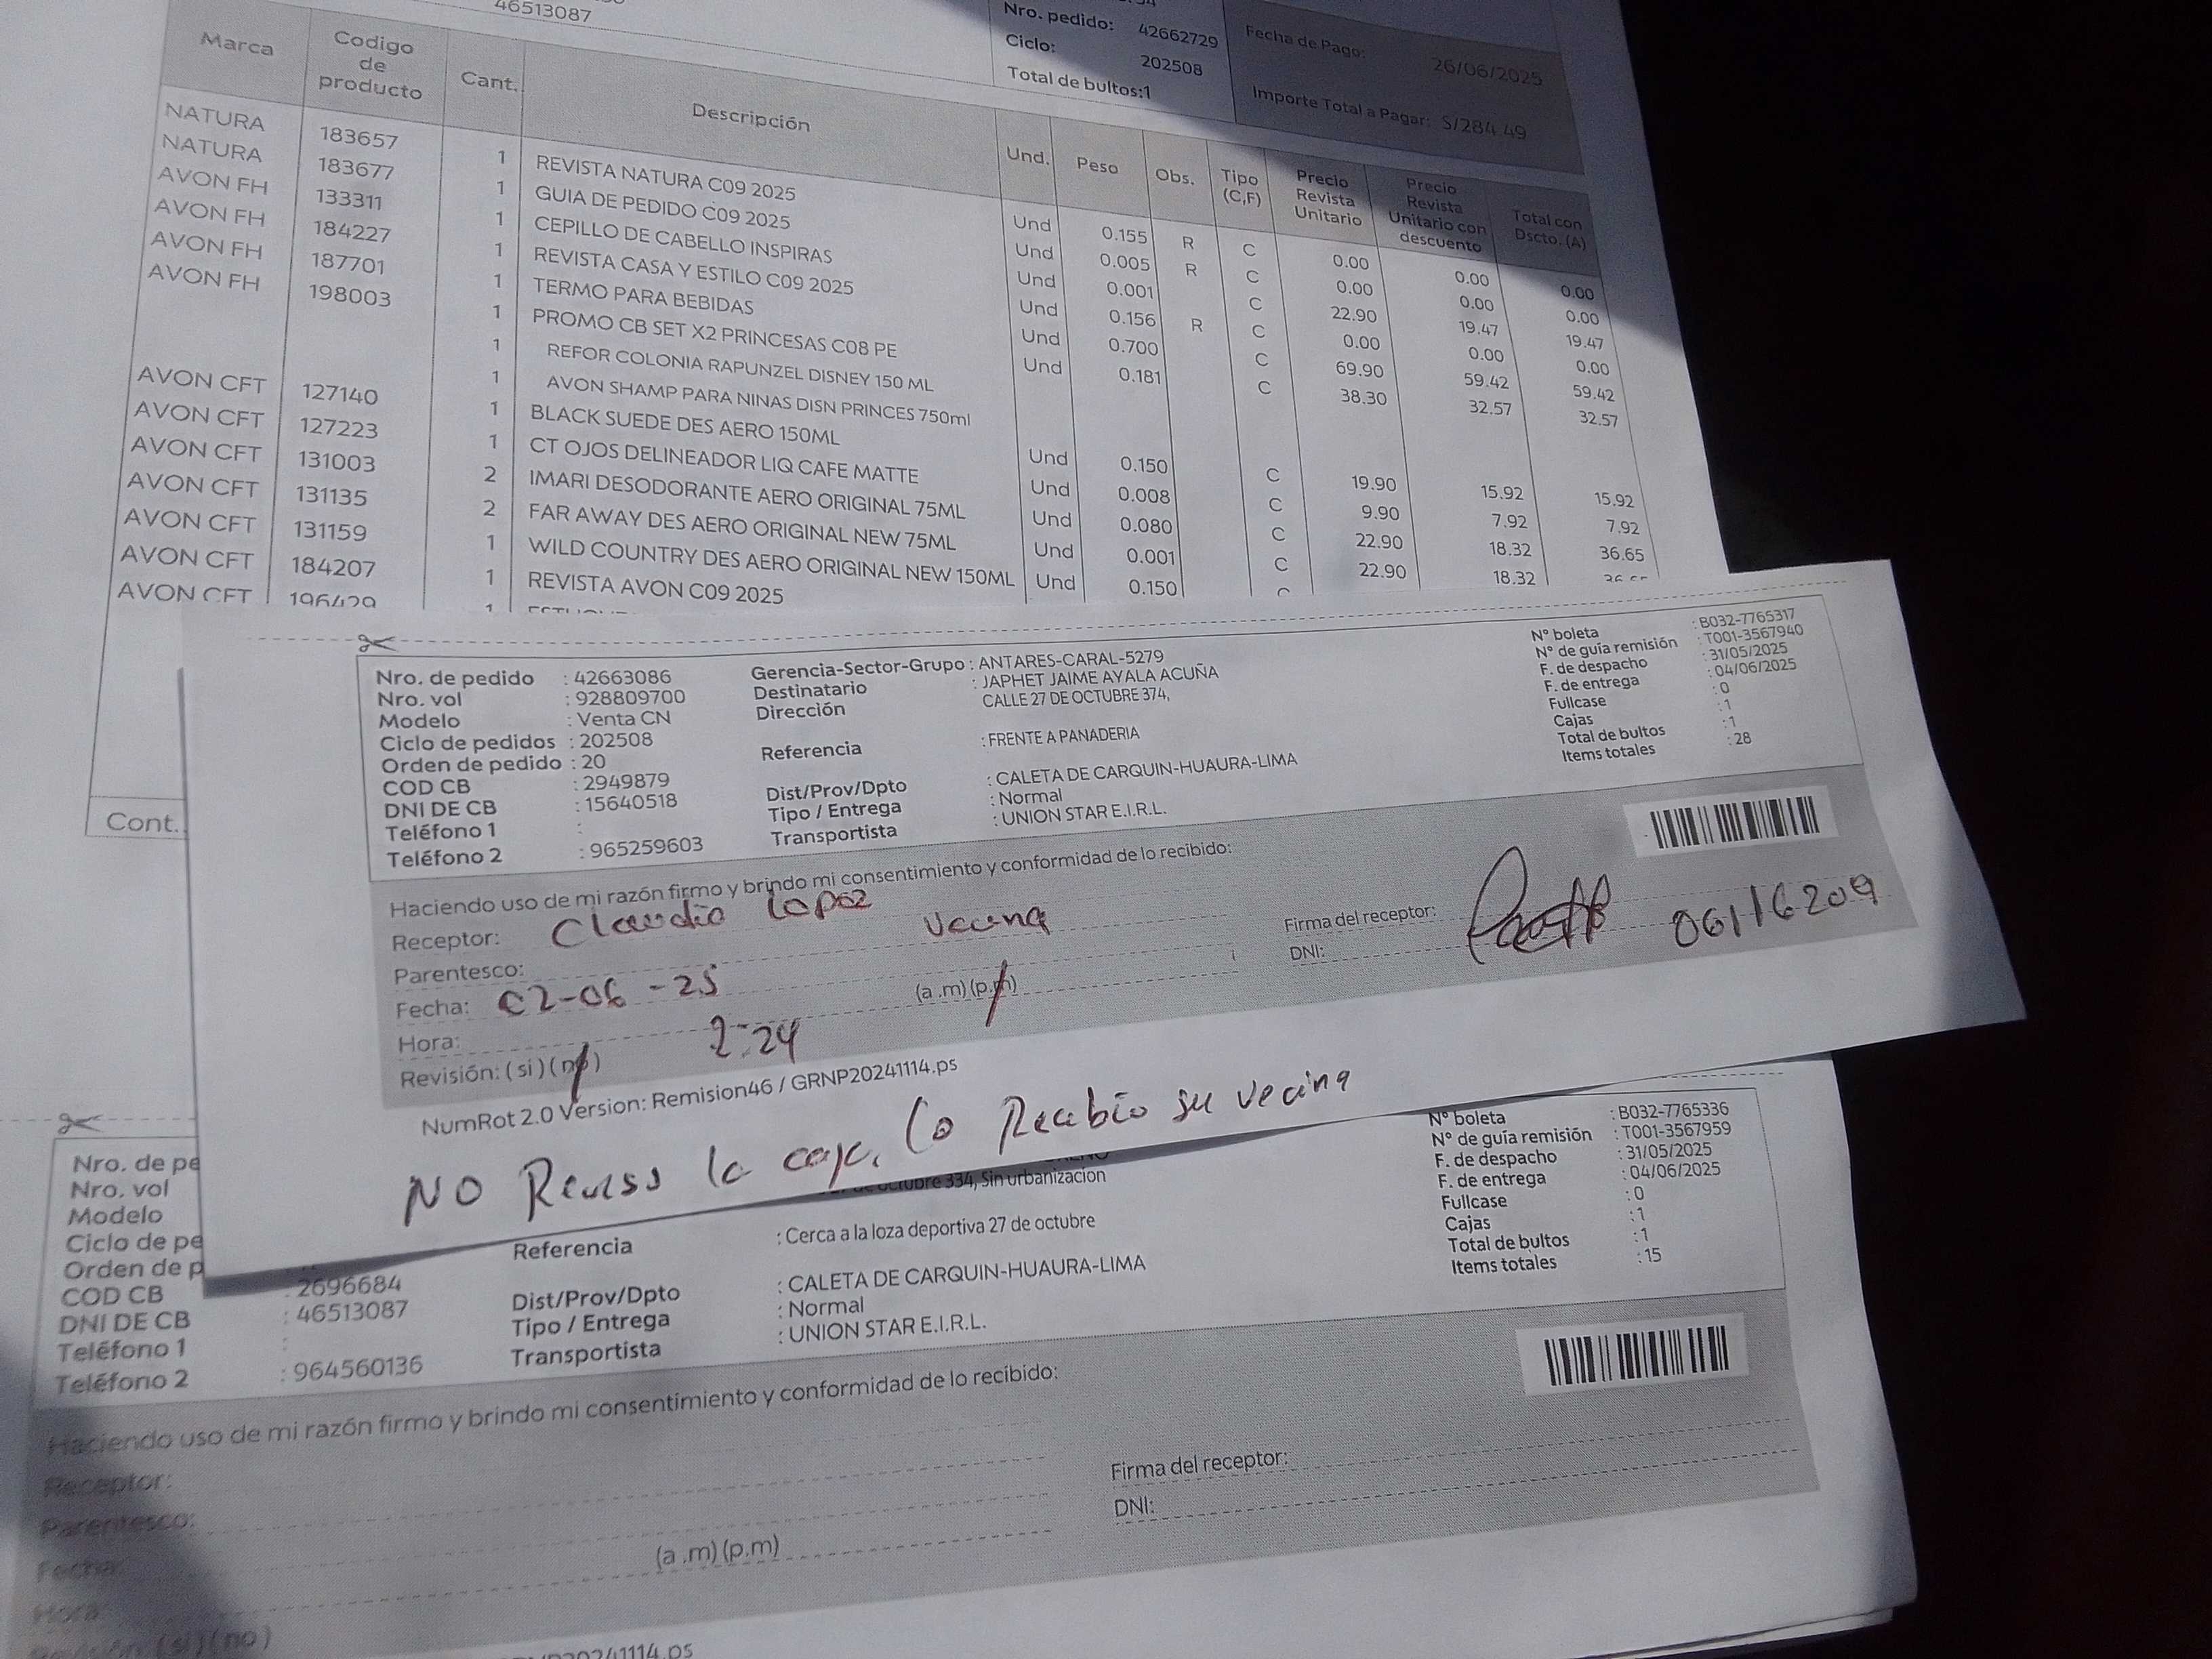 46513087
Nro. pedido: 42662729
Ciclo: 202508
Total de bultos:1
Fecha de Pago: 26/06/2025
Importe Total a Pagar: S/284.49
Marca Codigo de producto Cant. Descripción Und. Peso Obs. Tipo (C,F) Precio Revista Unitario Precio Revista Unitario con descuento Total con Dscto. (A)
NATURA 183657 1 REVISTA NATURA C09 2025 Und 0.155 R C 0.00 0.00 0.00
NATURA 183677 1 GUIA DE PEDIDO C09 2025 Und 0.005 R C 0.00 0.00 0.00
AVON FH 133311 1 CEPILLO DE CABELLO INSPIRAS Und 0.001 C 22.90 19.47 19.47
AVON FH 184227 1 REVISTA CASA Y ESTILO C09 2025 Und 0.156 R C 0.00 0.00 0.00
AVON FH 187701 1 TERMO PARA BEBIDAS Und 0.700 C 69.90 59.42 59.42
AVON FH 198003 1 PROMO CB SET X2 PRINCESAS C08 PE Und 0.181 C 38.30 32.57 32.57
1 REFOR COLONIA RAPUNZEL DISNEY 150 ML
1 AVON SHAMP PARA NINAS DISN PRINCES 750ml
AVON CFT 127140 1 BLACK SUEDE DES AERO 150ML Und 0.150 C 19.90 15.92 15.92
AVON CFT 127223 1 CT OJOS DELINEADOR LIQ CAFE MATTE Und 0.008 C 9.90 7.92 7.92
AVON CFT 131003 2 IMARI DESODORANTE AERO ORIGINAL 75ML Und 0.080 C 22.90 18.32 36.65
AVON CFT 131135 2 FAR AWAY DES AERO ORIGINAL NEW 75ML Und 0.001 C 22.90 18.32
AVON CFT 131159 1 WILD COUNTRY DES AERO ORIGINAL NEW 150ML Und 0.150
AVON CFT 184207 1 REVISTA AVON C09 2025
AVON CFT 196429 1
Cont.
Nro. de pedido : 42663086
Nro. vol : 928809700
Modelo : Venta CN
Ciclo de pedidos : 202508
Orden de pedido : 20
COD CB : 2949879
DNI DE CB : 15640518
Teléfono 1 :
Teléfono 2 : 965259603
Gerencia-Sector-Grupo : ANTARES-CARAL-5279
Destinatario : JAPHET JAIME AYALA ACUÑA
Dirección CALLE 27 DE OCTUBRE 374,
Referencia : FRENTE A PANADERIA
Dist/Prov/Dpto : CALETA DE CARQUIN-HUAURA-LIMA
Tipo / Entrega : Normal
Transportista : UNION STAR E.I.R.L.
N° boleta : B032-7765317
N° de guía remisión : T001-3567940
F. de despacho : 31/05/2025
F. de entrega : 04/06/2025
Fullcase : 0
Cajas : 1
Total de bultos : 1
Items totales : 28
Haciendo uso de mi razón firmo y brindo mi consentimiento y conformidad de lo recibido:
Receptor: Claudia Lopez
Parentesco: vecina
Fecha: 02-06-25
Hora: 2:24 (a .m) (p.m)
Revisión: (si) (no)
Firma del receptor:
DNI: 06116209
NumRot 2.0 Version: Remision46 / GRNP20241114.ps
NO Reviso la caja, lo Recibio su vecina
Nro. de pe
Nro. vol
Modelo
Ciclo de pe
Orden de p
COD CB : 2696684
DNI DE CB : 46513087
Teléfono 1 :
Teléfono 2 : 964560136
334, Sin urbanizacion
Referencia : Cerca a la loza deportiva 27 de octubre
Dist/Prov/Dpto : CALETA DE CARQUIN-HUAURA-LIMA
Tipo / Entrega : Normal
Transportista : UNION STAR E.I.R.L.
N° boleta : B032-7765336
N° de guía remisión : T001-3567959
F. de despacho : 31/05/2025
F. de entrega : 04/06/2025
Fullcase : 0
Cajas : 1
Total de bultos : 1
Items totales : 15
Haciendo uso de mi razón firmo y brindo mi consentimiento y conformidad de lo recibido:
Receptor:
Parentesco:
Fecha:
Hora: (a .m) (p.m)
Revisión: (si) (no)
Firma del receptor:
DNI:
20241114.ps